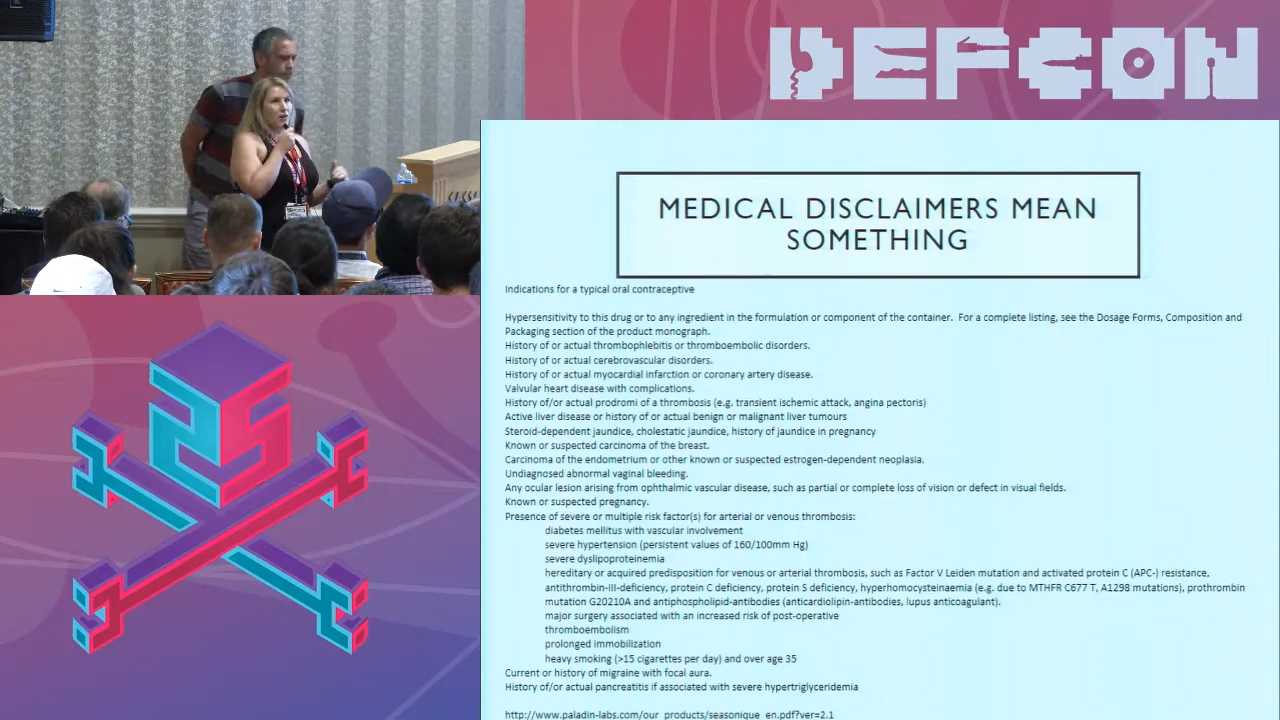 DEFCON
MEDICAL DISCLAIMERS MEAN
SOMETHING
Indications for a typical oral contraceptive
Hypersensitivity to this drug or to any ingredient in the formulation or component of the container. For a complete listing, see the Dosage Forms, Composition and
Packaging section of the product monograph.
History of or actual thrombophlebitis or thromboembolic disorders.
History of or actual cerebrovascular disorders.
History of or actual myocardial infarction or coronary artery disease.
Valvular heart disease with complications.
History of/or actual prodromi of a thrombosis (e.g. transient ischemic attack, angina pectoris)
Active liver disease or history of or actual benign or malignant liver tumours
Steroid-dependent jaundice, cholestatic jaundice, history of jaundice in pregnancy
Known or suspected carcinoma of the breast.
Carcinoma of the endometrium or other known or suspected estrogen-dependent neoplasia.
Undiagnosed abnormal vaginal bleeding.
Any ocular lesion arising from ophthalmic vascular disease, such as partial or complete loss of vision or defect in visual fields.
Known or suspected pregnancy.
Presence of severe or multiple risk factor(s) for arterial or venous thrombosis:
diabetes mellitus with vascular involvement
severe hypertension (persistent values of 160/100mm Hg)
severe dyslipoproteinemia
hereditary or acquired predisposition for venous or arterial thrombosis, such as Factor V Leiden mutation and activated protein C (APC-) resistance,
antithrombin-III-deficiency, protein C deficiency, protein S deficiency, hyperhomocysteinaemia (e.g. due to MTHFR C677 T, A1298 mutations), prothrombin
mutation G20210A and antiphospholipid-antibodies (anticardiolipin-antibodies, lupus anticoagulant).
major surgery associated with an increased risk of post-operative
thromboembolism
prolonged immobilization
heavy smoking (>15 cigarettes per day) and over age 35
Current or history of migraine with focal aura.
History of/or actual pancreatitis if associated with severe hypertriglyceridemia
http://www.paladin-labs.com/our_products/seasonique_en.pdf?ver=2.1